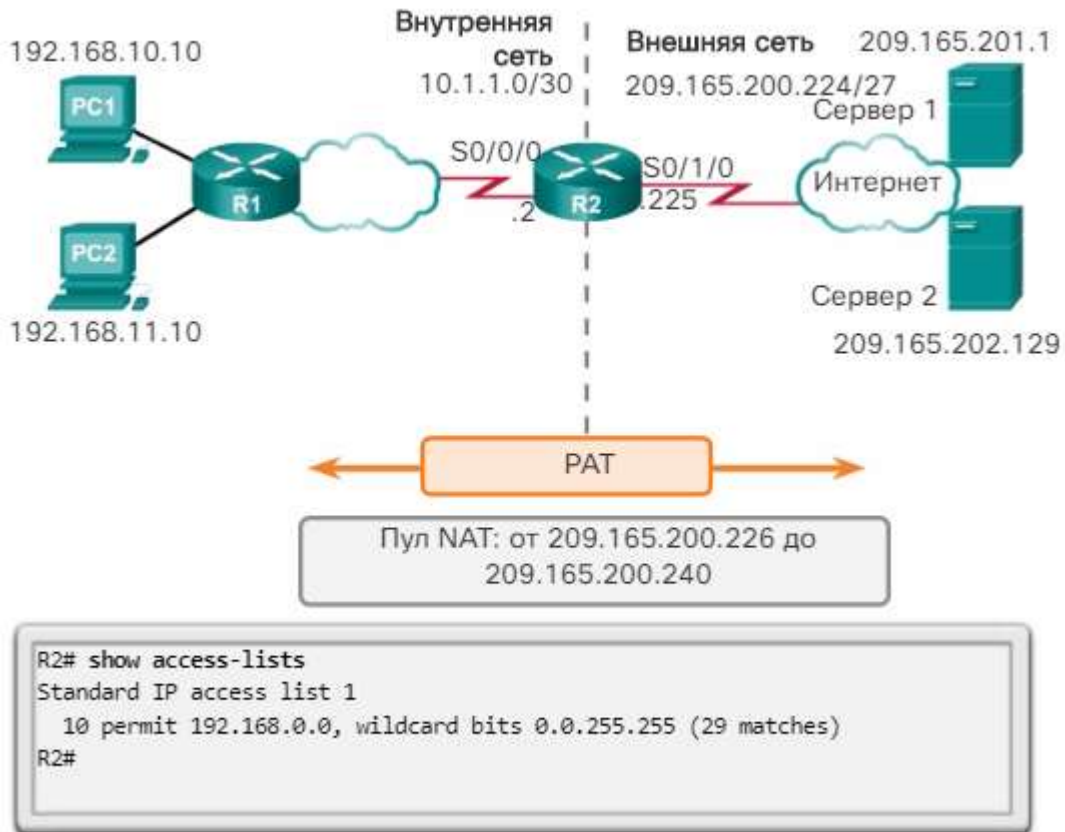 Внутренняя
сеть
10.1.1.0/30
Внешняя сеть
209.165.200.224/27
192.168.10.10
PC1
209.165.201.1
Сервер 1
R1
S0/0/0
.2
R2
S0/1/0
.225
Интернет
PC2
192.168.11.10
Сервер 2
209.165.202.129
PAT
Пул NAT: от 209.165.200.226 до
209.165.200.240
R2# show access-lists
Standard IP access list 1
10 permit 192.168.0.0, wildcard bits 0.0.255.255 (29 matches)
R2#